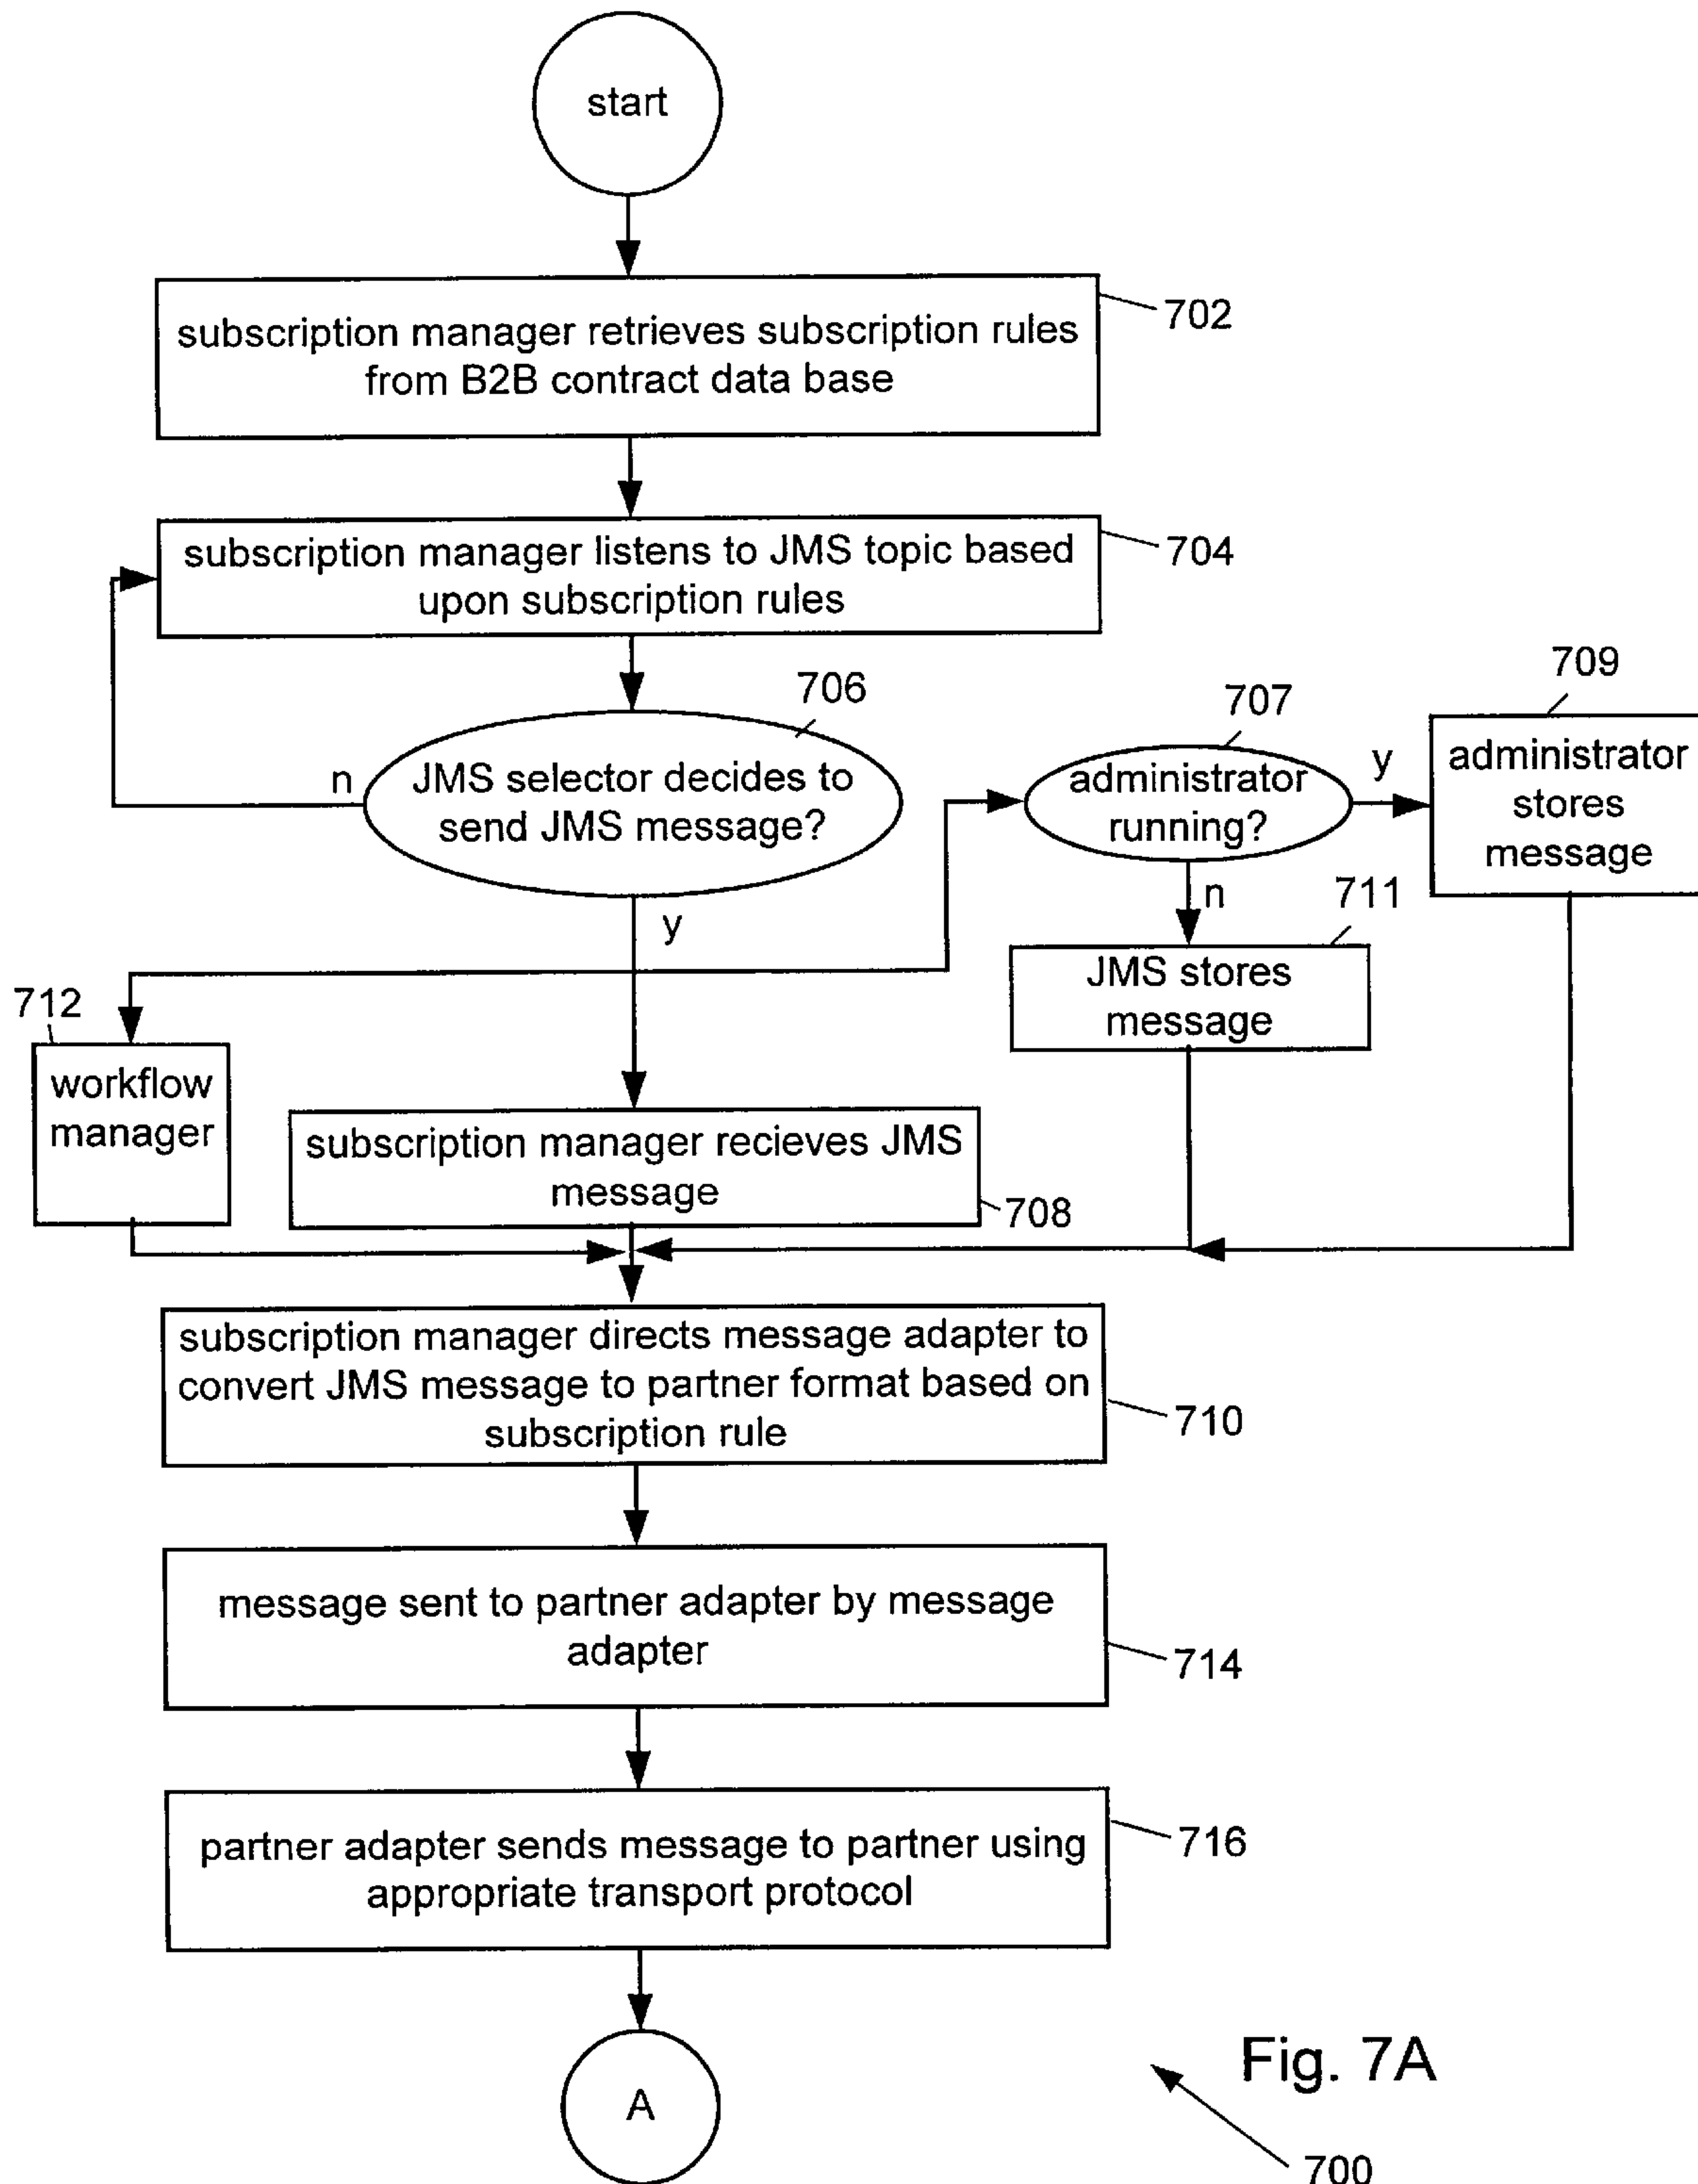 start
subscription manager retrieves subscription rules
from B2B contract data base
702
subscription manager listens to JMS topic based
upon subscription rules
704
706
JMS selector decides to
send JMS message?
n
y
707
administrator
running?
y
n
709
administrator
stores
message
711
JMS stores
message
712
workflow
manager
subscription manager recieves JMS
message
708
subscription manager directs message adapter to
convert JMS message to partner format based on
subscription rule
710
message sent to partner adapter by message
adapter
714
partner adapter sends message to partner using
appropriate transport protocol
716
A
Fig. 7A
700